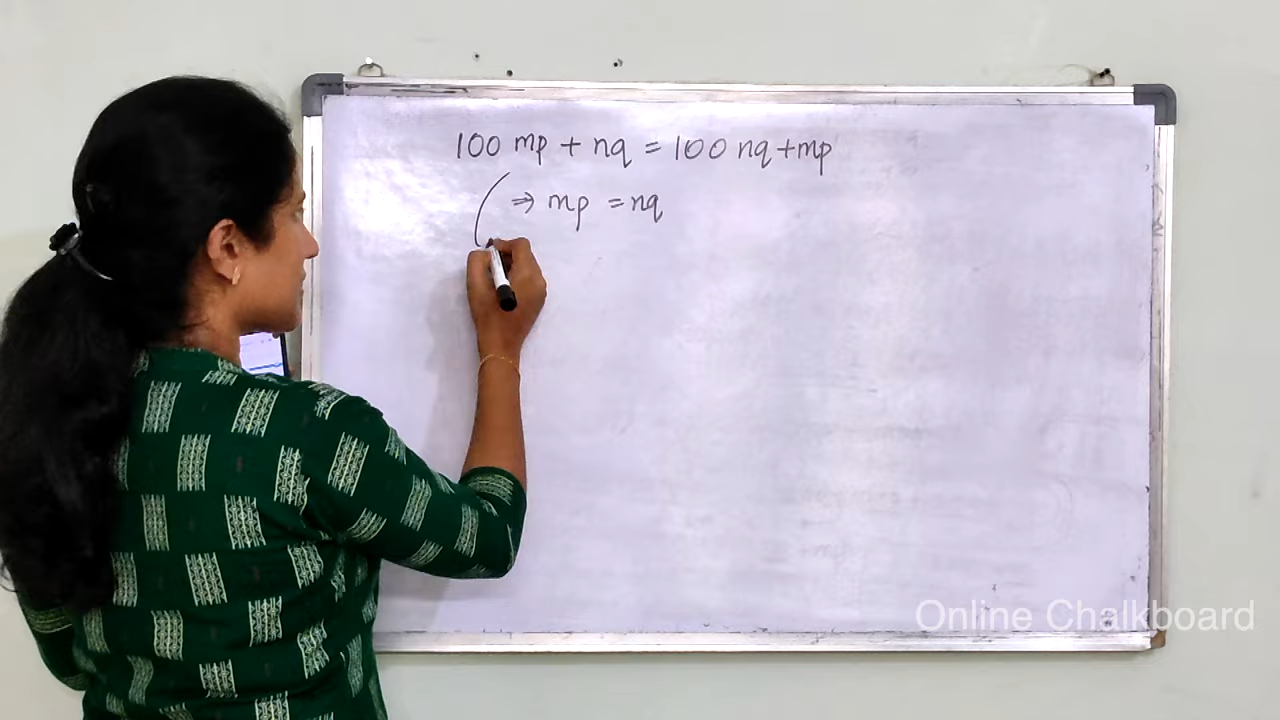 100 mp + nq = 100 nq + mp
⇒ mp = nq
(
Online Chalkboard